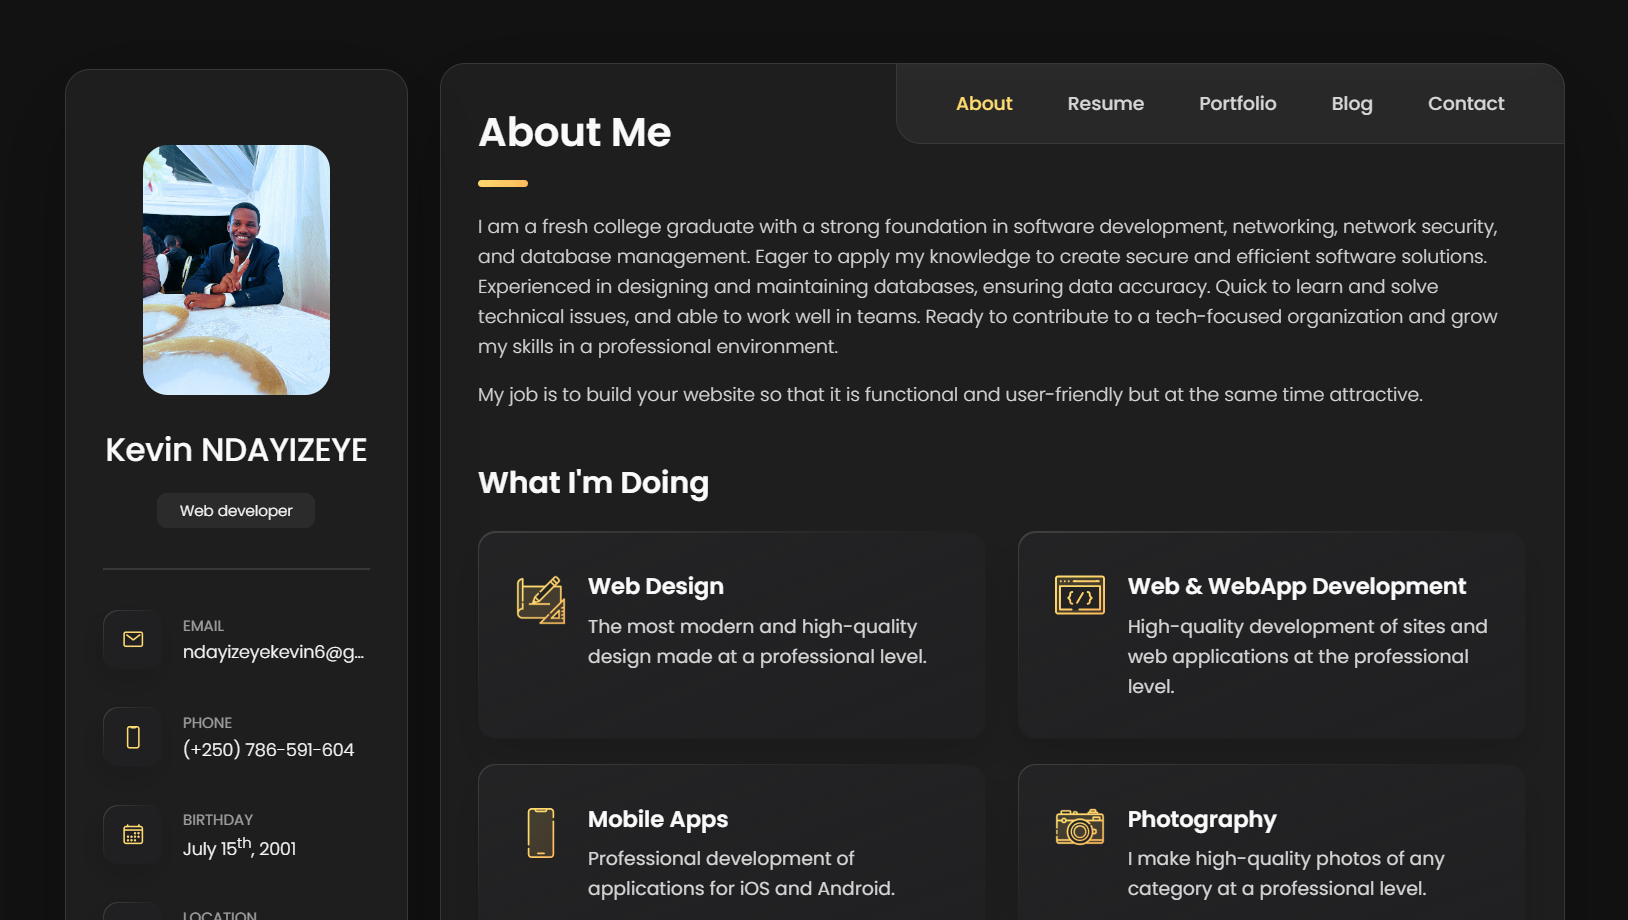 Kevin NDAYIZEYE
Web developer
EMAIL
ndayizeyekevin6@g...
PHONE
(+250) 786-591-604
BIRTHDAY
July 15th, 2001
LOCATION
About
Resume
Portfolio
Blog
Contact
About Me
I am a fresh college graduate with a strong foundation in software development, networking, network security,
and database management. Eager to apply my knowledge to create secure and efficient software solutions.
Experienced in designing and maintaining databases, ensuring data accuracy. Quick to learn and solve
technical issues, and able to work well in teams. Ready to contribute to a tech-focused organization and grow
my skills in a professional environment.
My job is to build your website so that it is functional and user-friendly but at the same time attractive.
What I'm Doing
Web Design
The most modern and high-quality
design made at a professional level.
Web & WebApp Development
High-quality development of sites and
web applications at the professional
level.
Mobile Apps
Professional development of
applications for iOS and Android.
Photography
I make high-quality photos of any
category at a professional level.